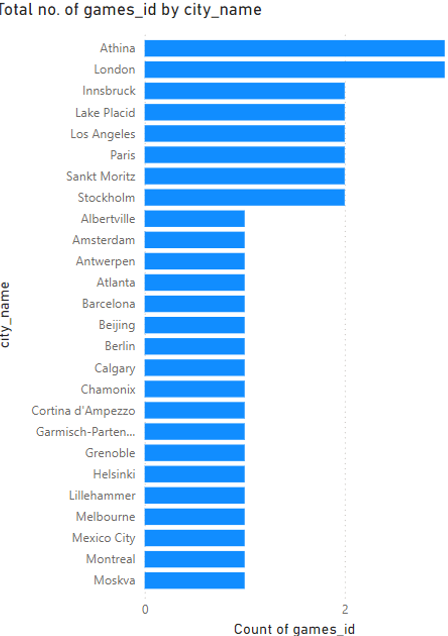 Total no. of games_id by city_name
Athina
London
Innsbruck
Lake Placid
Los Angeles
Paris
Sankt Moritz
Stockholm
Albertville
Amsterdam
Antwerpen
Atlanta
Barcelona
Beijing
Berlin
Calgary
Chamonix
Cortina d'Ampezzo
Garmisch-Parten...
Grenoble
Helsinki
Lillehammer
Melbourne
Mexico City
Montreal
Moskva
city_name
0 2
Count of games_id